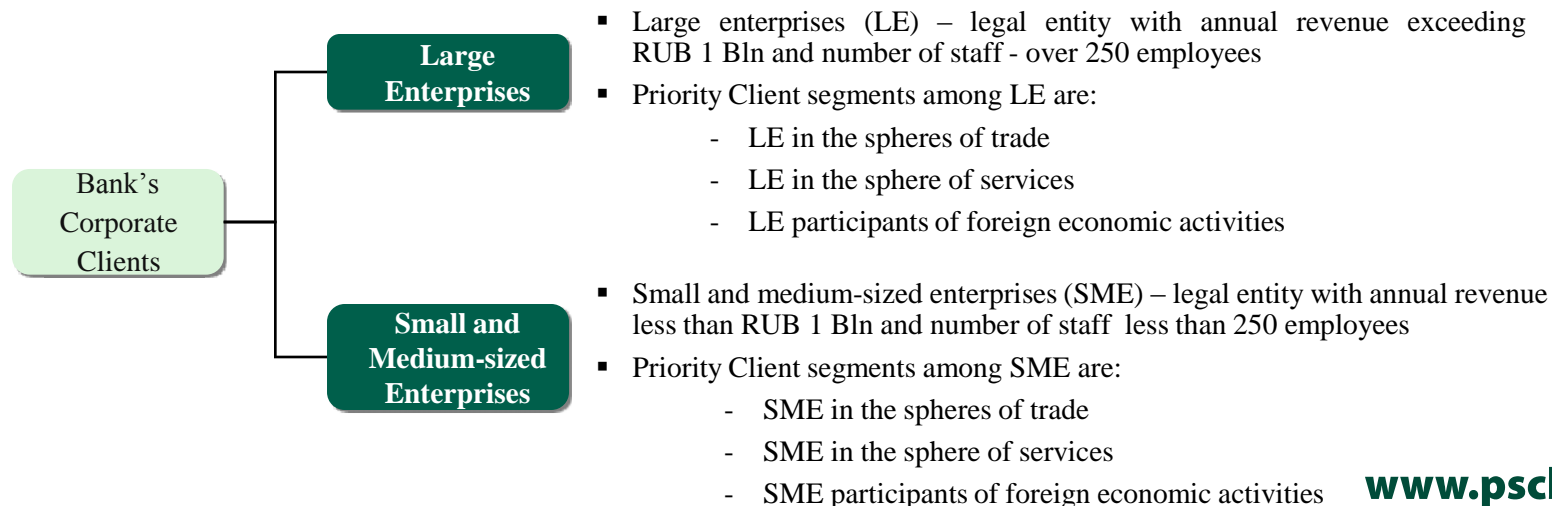 Bank's
Corporate
Clients
Large
Enterprises
▪ Large enterprises (LE) – legal entity with annual revenue exceeding
RUB 1 Bln and number of staff - over 250 employees
▪ Priority Client segments among LE are:
- LE in the spheres of trade
- LE in the sphere of services
- LE participants of foreign economic activities
Small and
Medium-sized
Enterprises
▪ Small and medium-sized enterprises (SME) – legal entity with annual revenue
less than RUB 1 Bln and number of staff less than 250 employees
▪ Priority Client segments among SME are:
- SME in the spheres of trade
- SME in the sphere of services
- SME participants of foreign economic activities